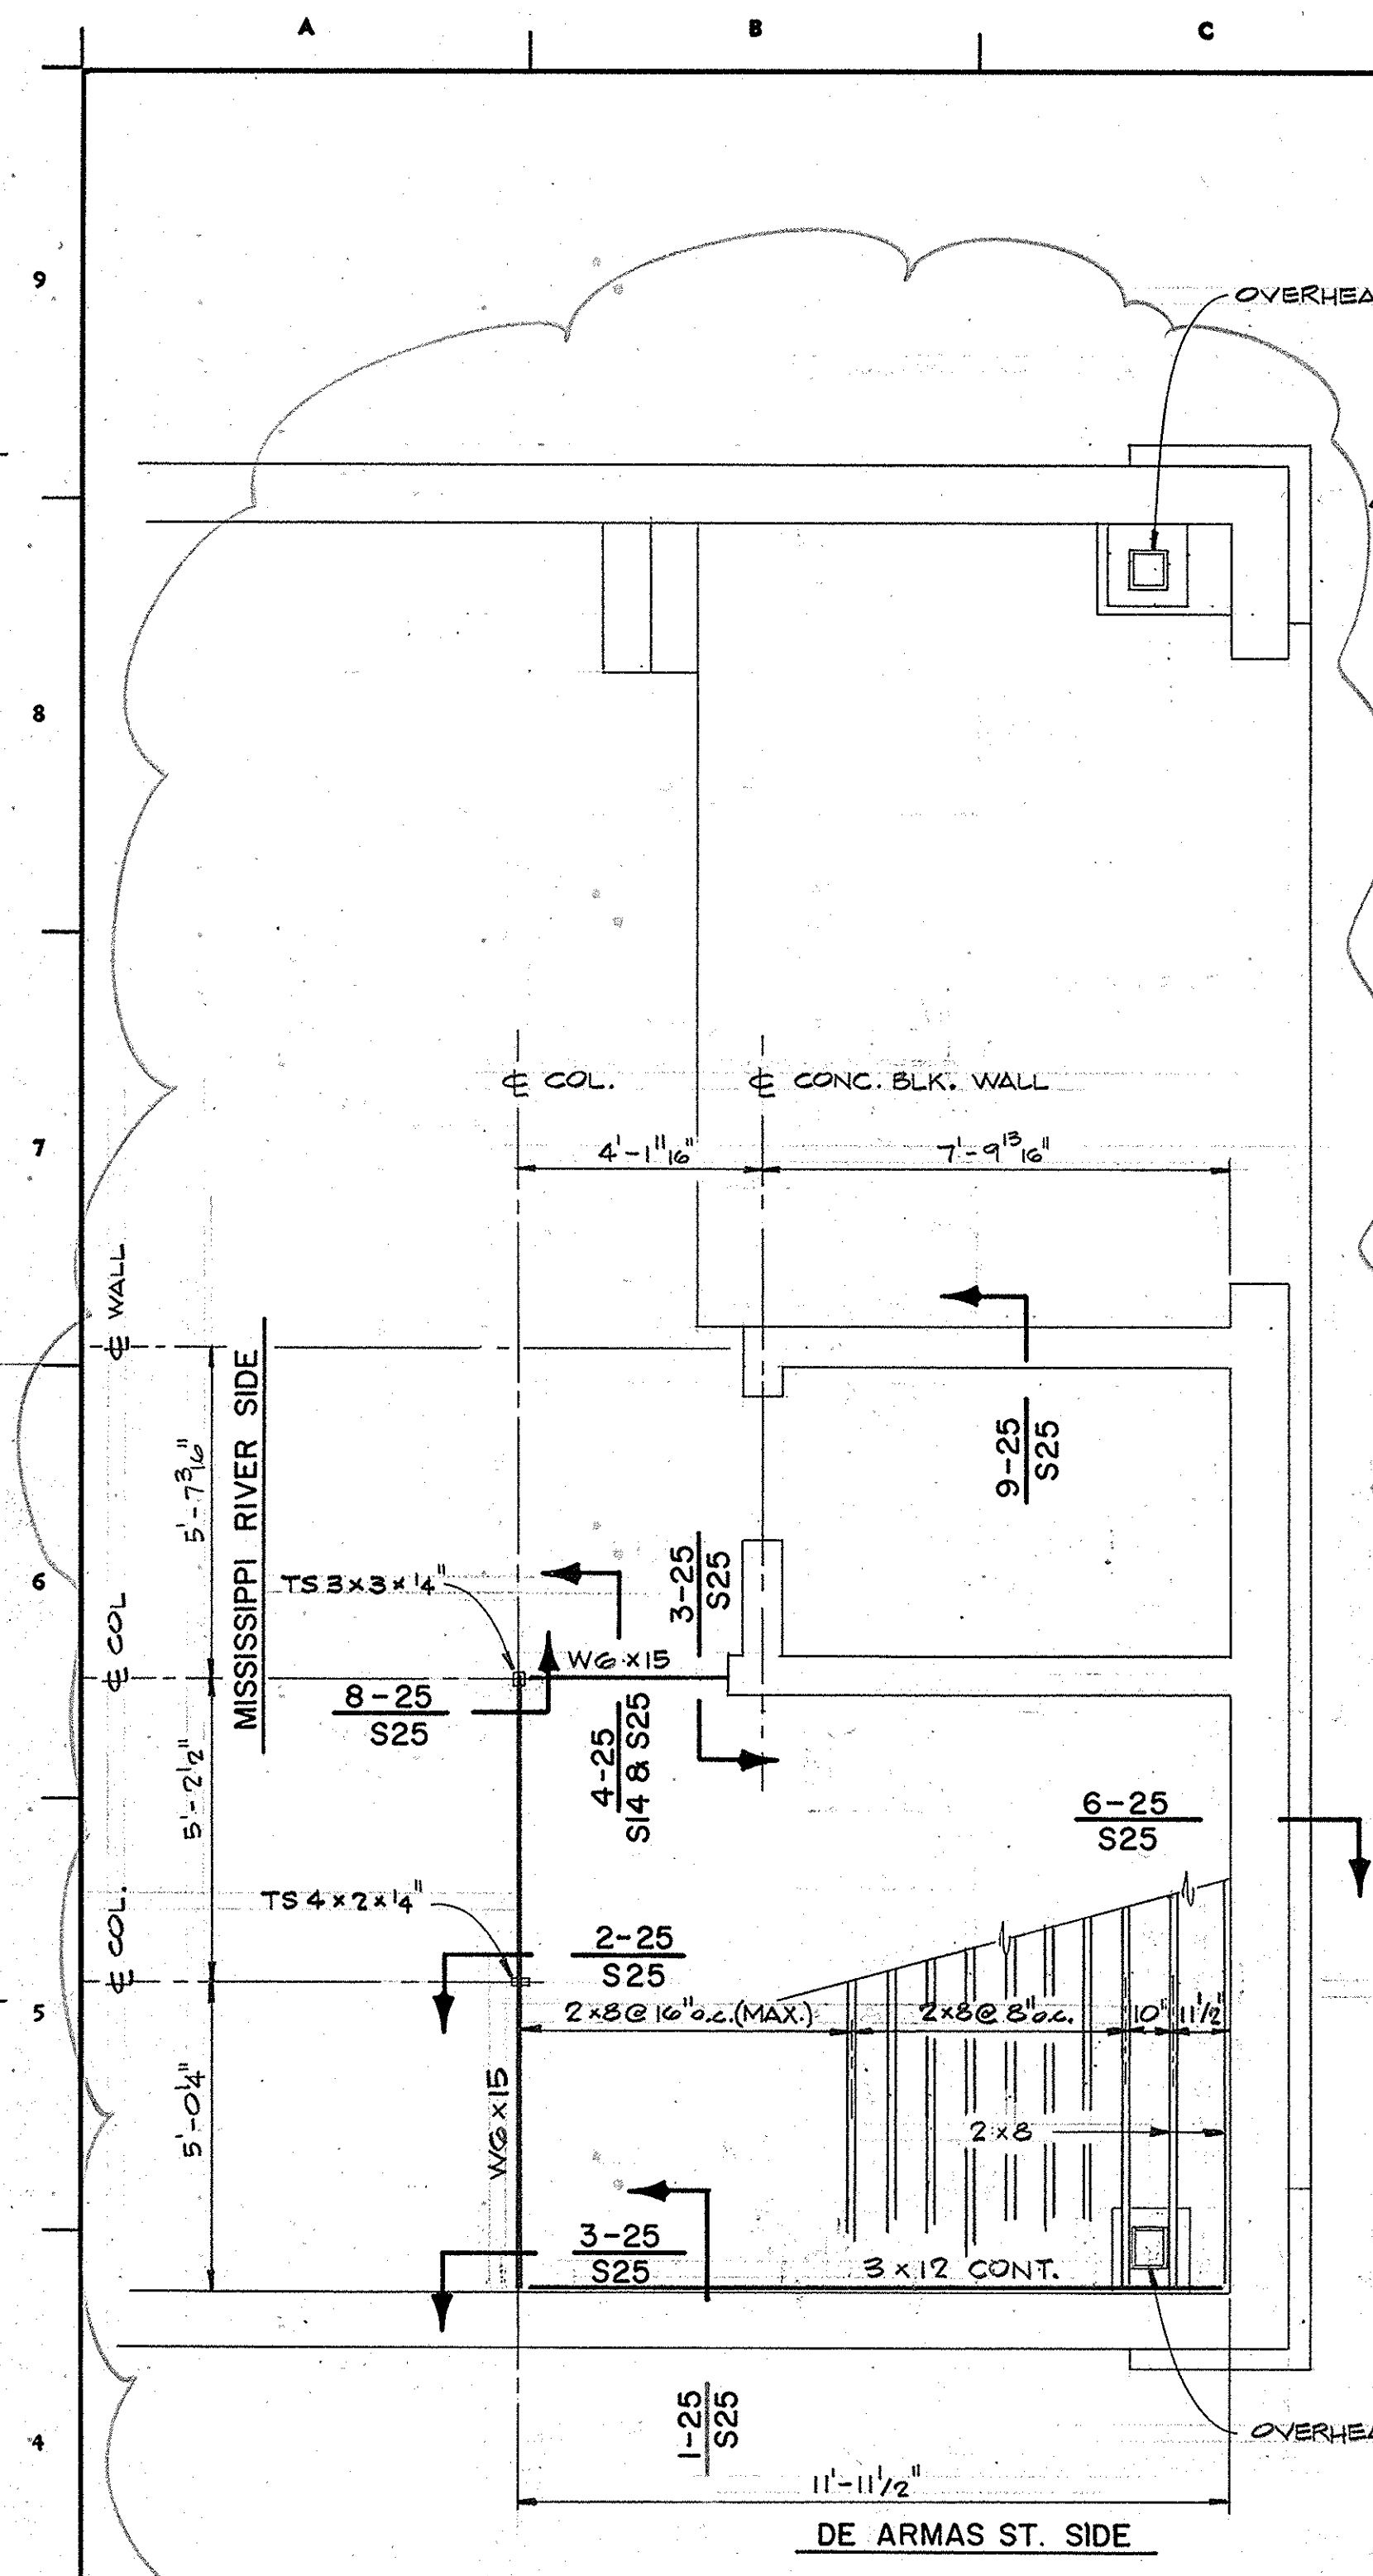 A B C
9
OVERHEA
8
℄ COL. ℄ CONC. BLK. WALL
7
4'-1 11/16" 7'-9 13/16"
℄ WALL
MISSISSIPPI RIVER SIDE
5'-7 3/16"
9-25
S25
6
TS 3 x 3 x 1/4"
3-25
S25
℄ COL
W6 x 15
8-25
S25
4-25
S14 & S25
5'-2 1/2"
6-25
S25
TS 4 x 2 x 1/4"
℄ COL.
2-25
S25
5
2x8 @ 16" o.c. (MAX.) 2x8 @ 8" o.c. 10" 11 1/2"
5'-0 1/4"
W6 x 15
2 x 8
3-25
S25
3 x 12 CONT.
1-25
S25
4
OVERHEA
11'-11 1/2"
DE ARMAS ST. SIDE